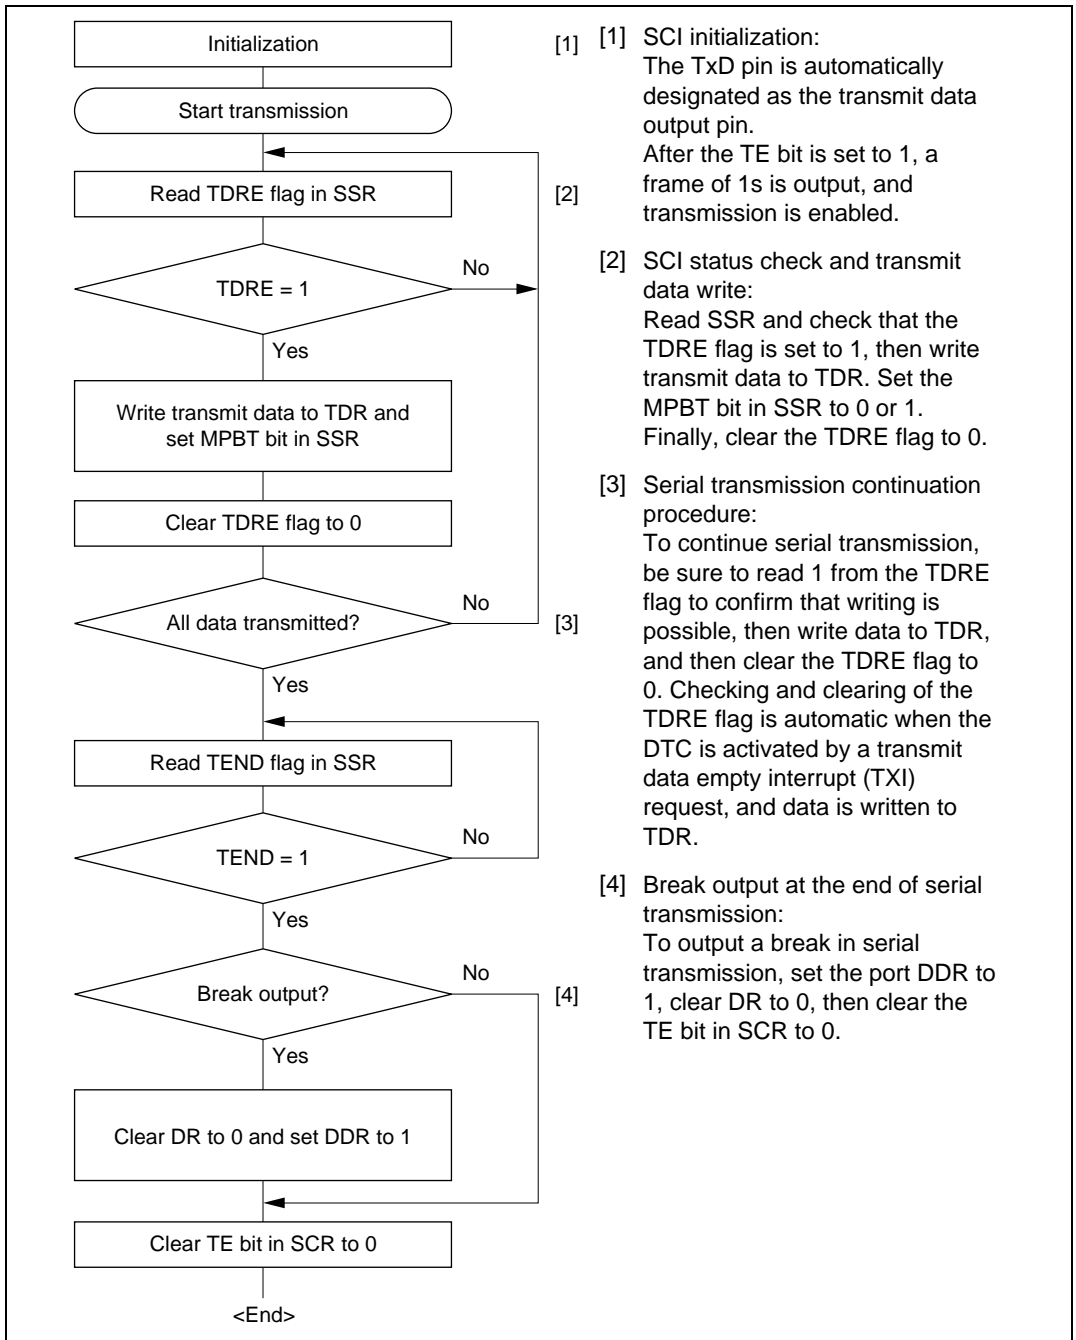 Initialization
[1]
Start transmission
Read TDRE flag in SSR
[2]
TDRE = 1
No
Yes
Write transmit data to TDR and
set MPBT bit in SSR
Clear TDRE flag to 0
All data transmitted?
No
[3]
Yes
Read TEND flag in SSR
TEND = 1
No
Yes
Break output?
No
[4]
Yes
Clear DR to 0 and set DDR to 1
Clear TE bit in SCR to 0
<End>
[1] SCI initialization:
The TxD pin is automatically
designated as the transmit data
output pin.
After the TE bit is set to 1, a
frame of 1s is output, and
transmission is enabled.
[2] SCI status check and transmit
data write:
Read SSR and check that the
TDRE flag is set to 1, then write
transmit data to TDR. Set the
MPBT bit in SSR to 0 or 1.
Finally, clear the TDRE flag to 0.
[3] Serial transmission continuation
procedure:
To continue serial transmission,
be sure to read 1 from the TDRE
flag to confirm that writing is
possible, then write data to TDR,
and then clear the TDRE flag to
0. Checking and clearing of the
TDRE flag is automatic when the
DTC is activated by a transmit
data empty interrupt (TXI)
request, and data is written to
TDR.
[4] Break output at the end of serial
transmission:
To output a break in serial
transmission, set the port DDR to
1, clear DR to 0, then clear the
TE bit in SCR to 0.